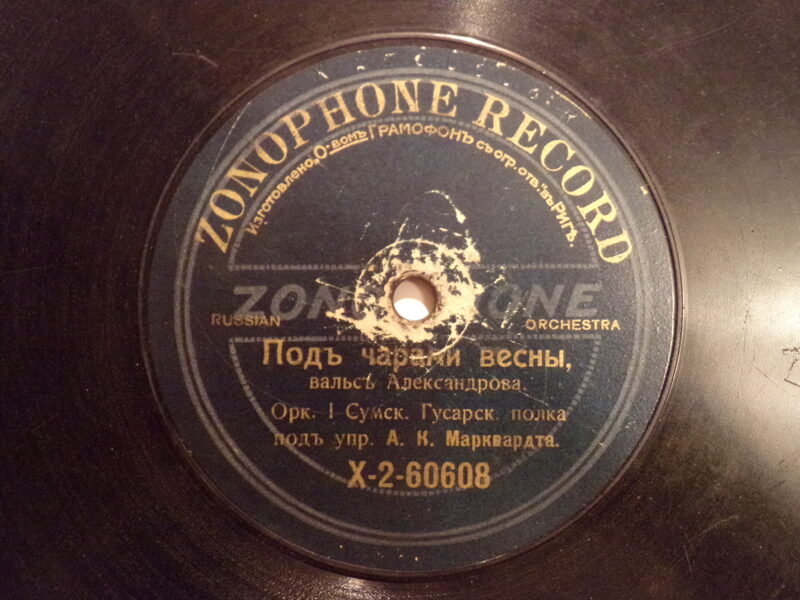 ZONOPHONE RECORD
Изготовлено „О-вомъ ГРАМОФОНЪ съ огр. отв." въ Ригѣ.
RUSSIAN ORCHESTRA
Подъ чарами весны,
вальсъ Александрова.
Орк. 1 Сумск. Гусарск. полка
подъ упр. А. К. Марквардта.
X-2-60608